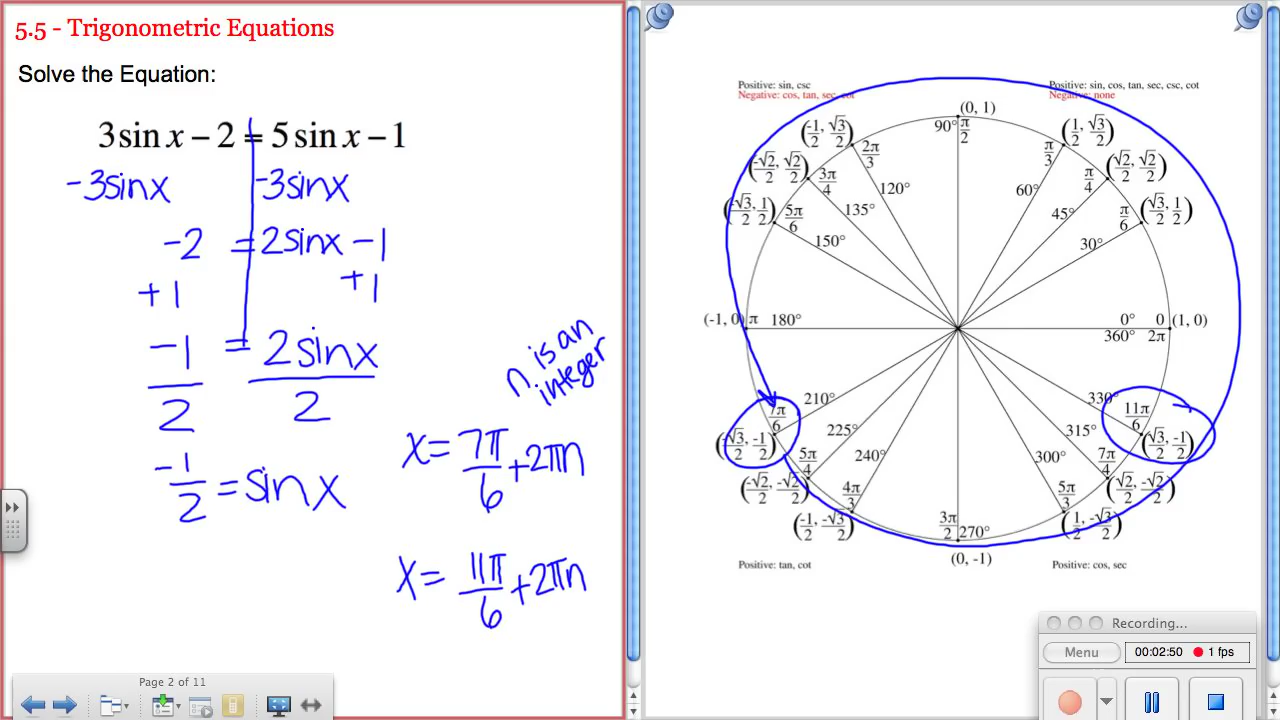 5.5 - Trigonometric Equations
Solve the Equation:
3 sin x – 2 = 5 sin x – 1
-3sinx -3sinx
-2 = 2sinx -1
+1 +1
-1 = 2sinx
2 2
-1/2 = sinx
n is an
integer
x= 7π/6 +2πn
x= 11π/6 +2πn
Page 2 of 11
Positive: sin, csc
Negative: cos, tan, sec, cot
Positive: sin, cos, tan, sec, csc, cot
Negative: none
(0, 1)
90° π/2
(-1/2, √3/2) 2π/3 120°
(-√2/2, √2/2) 3π/4 135°
(-√3/2, 1/2) 5π/6 150°
(1/2, √3/2) π/3 60°
(√2/2, √2/2) π/4 45°
(√3/2, 1/2) π/6 30°
(-1, 0) π 180°
0° 0 (1, 0)
360° 2π
210° 7π/6 (-√3/2, -1/2)
225° 5π/4 (-√2/2, -√2/2)
240° 4π/3 (-1/2, -√3/2)
330° 11π/6 (√3/2, -1/2)
315° 7π/4 (√2/2, -√2/2)
300° 5π/3 (1/2, -√3/2)
3π/2 270°
(0, -1)
Positive: tan, cot
Positive: cos, sec
Recording...
Menu 00:02:50 1 fps